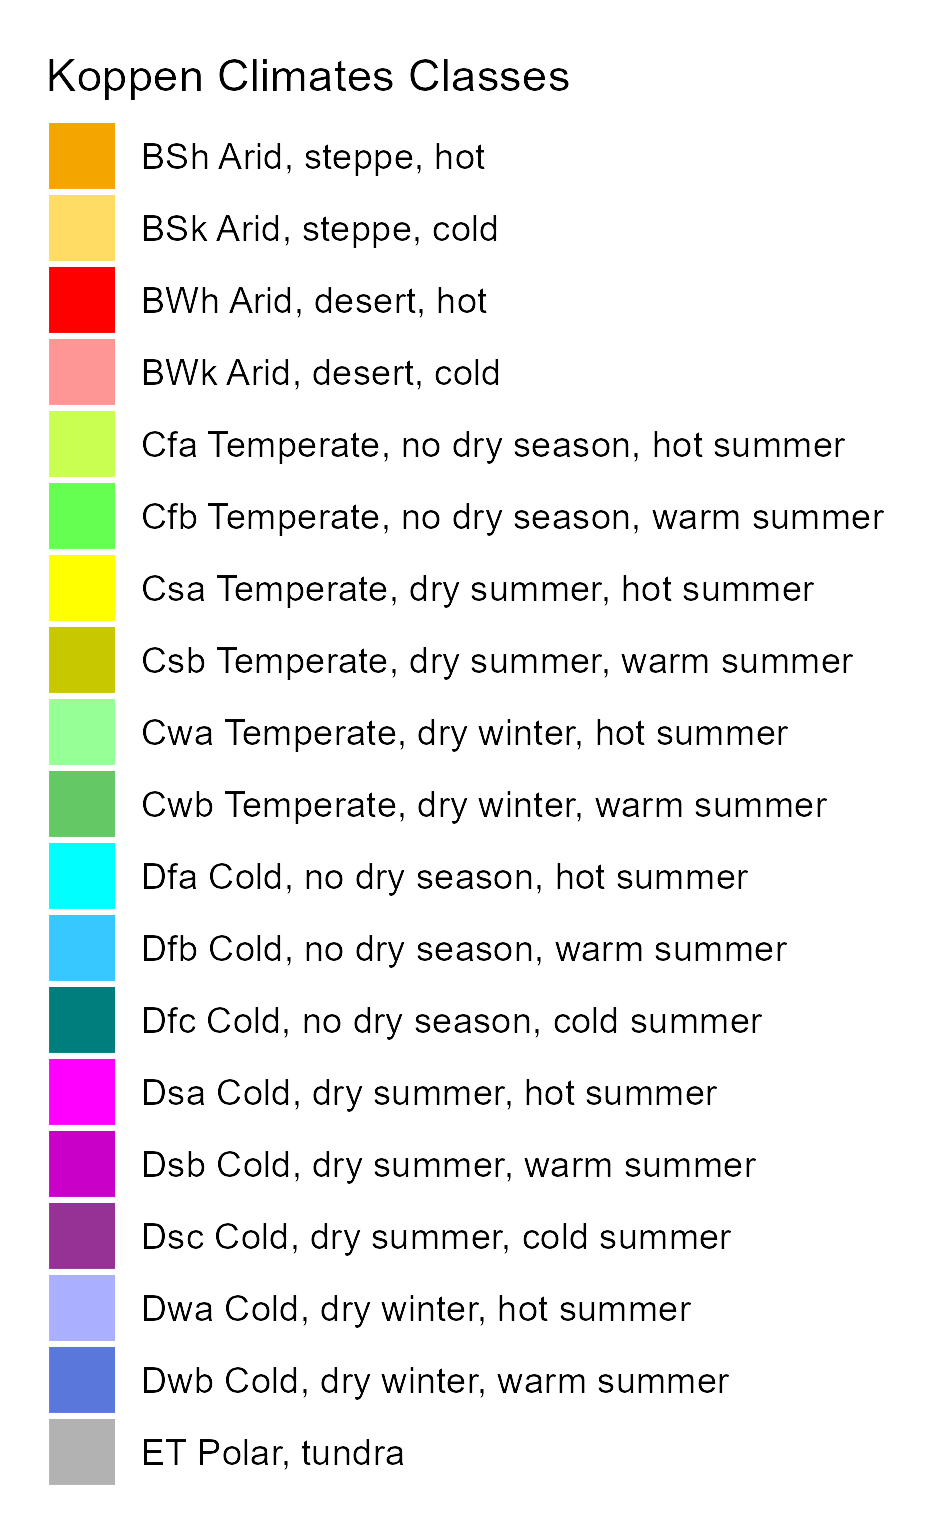 Koppen Climates Classes
BSh Arid, steppe, hot
BSk Arid, steppe, cold
BWh Arid, desert, hot
BWk Arid, desert, cold
Cfa Temperate, no dry season, hot summer
Cfb Temperate, no dry season, warm summer
Csa Temperate, dry summer, hot summer
Csb Temperate, dry summer, warm summer
Cwa Temperate, dry winter, hot summer
Cwb Temperate, dry winter, warm summer
Dfa Cold, no dry season, hot summer
Dfb Cold, no dry season, warm summer
Dfc Cold, no dry season, cold summer
Dsa Cold, dry summer, hot summer
Dsb Cold, dry summer, warm summer
Dsc Cold, dry summer, cold summer
Dwa Cold, dry winter, hot summer
Dwb Cold, dry winter, warm summer
ET Polar, tundra